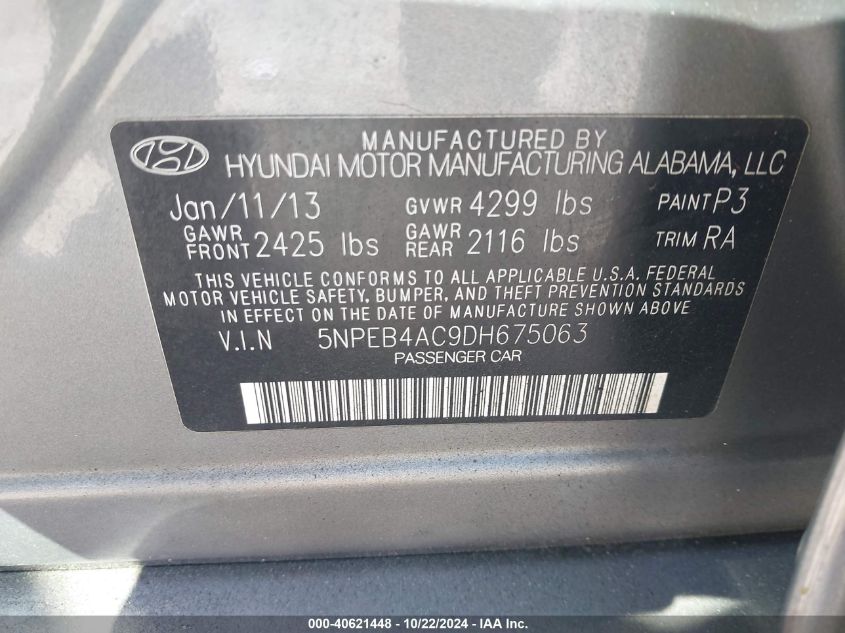 MANUFACTURED BY
HYUNDAI MOTOR MANUFACTURING ALABAMA, LLC
Jan/11/13 GVWR 4299 lbs PAINT P3
GAWR FRONT 2425 lbs GAWR REAR 2116 lbs TRIM RA
THIS VEHICLE CONFORMS TO ALL APPLICABLE U.S.A. FEDERAL
MOTOR VEHICLE SAFETY, BUMPER, AND THEFT PREVENTION STANDARDS
IN EFFECT ON THE DATE OF MANUFACTURE SHOWN ABOVE.
V.I.N 5NPEB4AC9DH675063
PASSENGER CAR
000-40621448 - 10/22/2024 - IAA Inc.